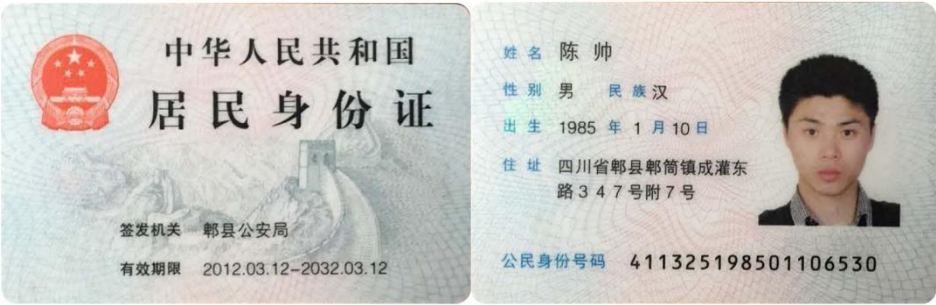 中华人民共和国
居民身份证
签发机关 郫县公安局
有效期限 2012.03.12-2032.03.12
姓名 陈帅
性别 男 民族 汉
出生 1985 年 1 月 10 日
住址 四川省郫县郫筒镇成灌东
路347号附7号
公民身份号码 411325198501106530